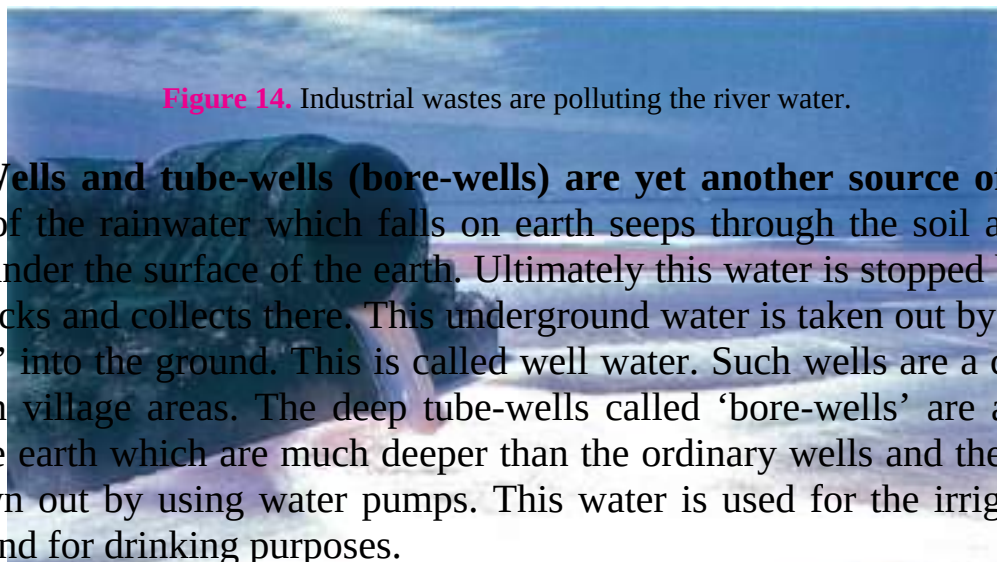 Figure 14. Industrial wastes are polluting the river water.
ells and tube-wells (bore-wells) are yet another source of
of the rainwater which falls on earth seeps through the soil a
nder the surface of the earth. Ultimately this water is stopped
cks and collects there. This underground water is taken out by
’ into the ground. This is called well water. Such wells are a
village areas. The deep tube-wells called ‘bore-wells’ are a
earth which are much deeper than the ordinary wells and the
n out by using water pumps. This water is used for the irrig
nd for drinking purposes.